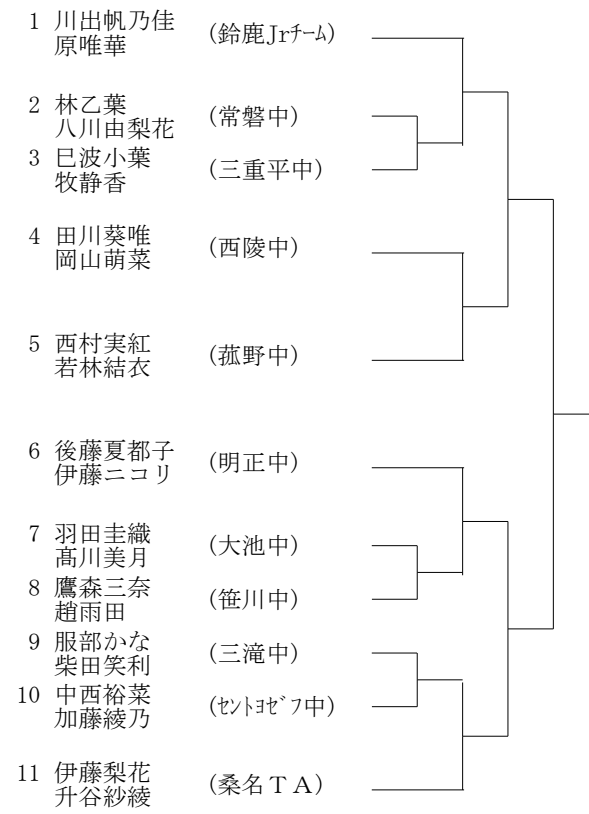 1 川出帆乃佳 (鈴鹿Jrﾁｰﾑ)
原唯華
2 林乙葉 (常磐中)
八川由梨花
3 巳波小葉 (三重平中)
牧静香
4 田川葵唯 (西陵中)
岡山萌菜
5 西村実紅 (菰野中)
若林結衣
6 後藤夏都子 (明正中)
伊藤ニコリ
7 羽田圭織 (大池中)
髙川美月
8 鷹森三奈 (笹川中)
趙雨田
9 服部かな (三滝中)
柴田笑利
10 中西裕菜 (ｾﾝﾄﾖｾﾞﾌ中)
加藤綾乃
11 伊藤梨花 (桑名ＴＡ)
升谷紗綾